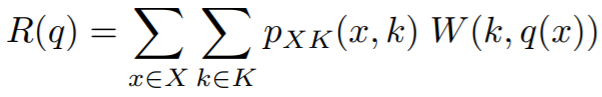 R(q) = ∑_{x∈X} ∑_{k∈K} p_{XK}(x, k) W(k, q(x))